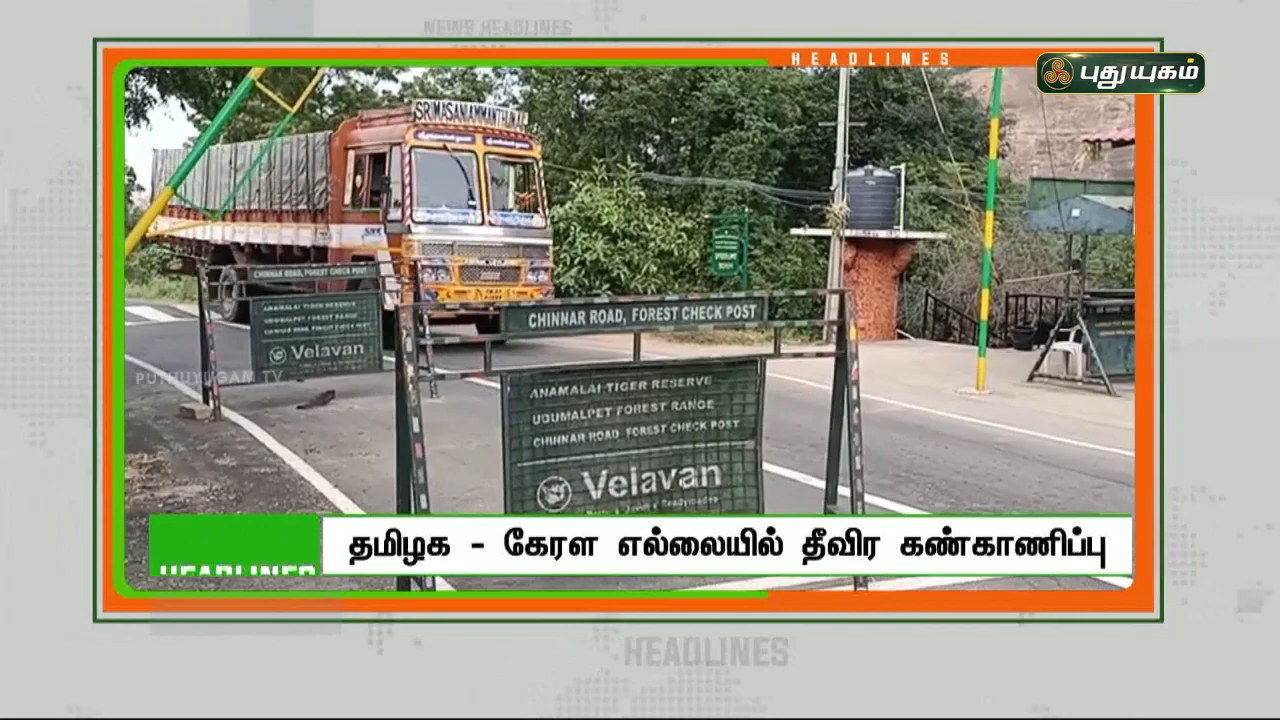 NEWS HEADLINES
HEADLINES
புதுயுகம்
SRI MASANIAMMAN THUNAI
CHINNAR ROAD, FOREST CHECK POST
ANAMALAI TIGER RESERVE
UDUMALPET FOREST RANGE
CHINNAR ROAD FOREST CHECK POST
Velavan
PUTHUYUGAM TV
CHINNAR ROAD, FOREST CHECK POST
ANAMALAI TIGER RESERVE
UDUMALPET FOREST RANGE
CHINNAR ROAD FOREST CHECK POST
Velavan
HEADLINES
தமிழக - கேரள எல்லையில் தீவிர கண்காணிப்பு
HEADLINES